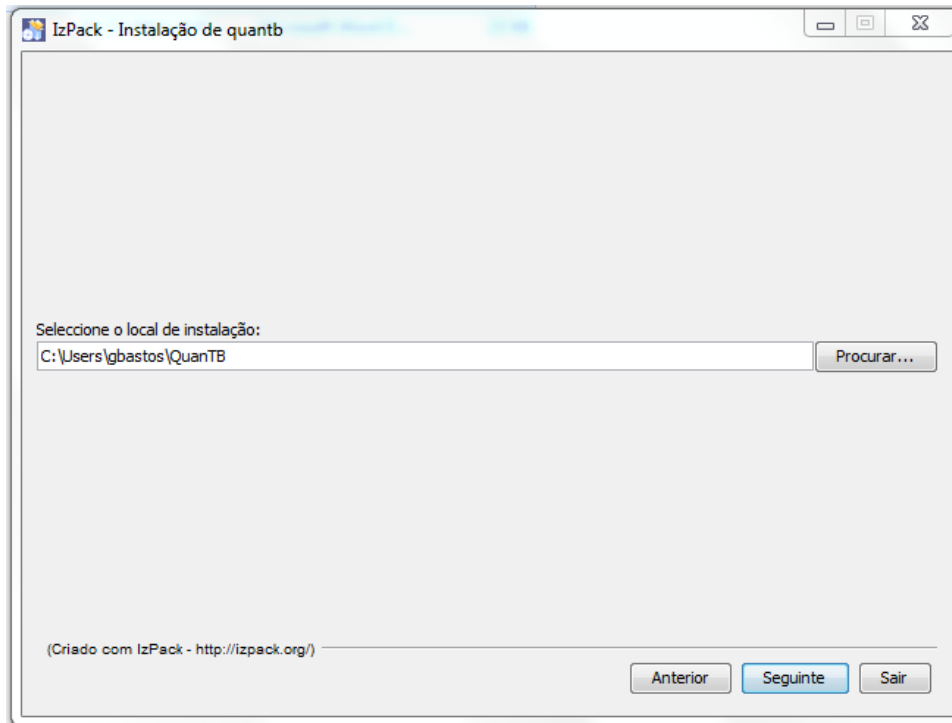 IzPack - Instalação de quantb
Seleccione o local de instalação:
C:\Users\gbastos\QuanTB
Procurar...
(Criado com IzPack - http://izpack.org/)
Anterior
Seguinte
Sair